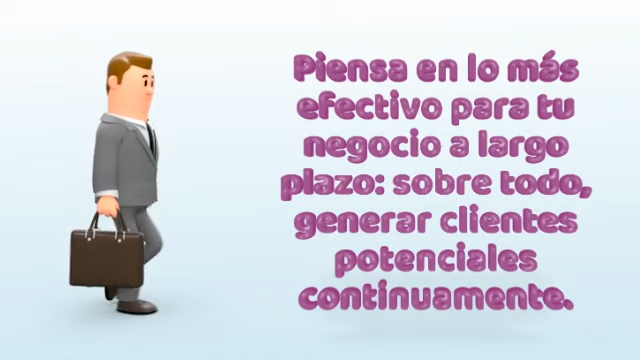 Piensa en lo más
efectivo para tu
negocio a largo
plazo: sobre todo,
generar clientes
potenciales
continuamente.